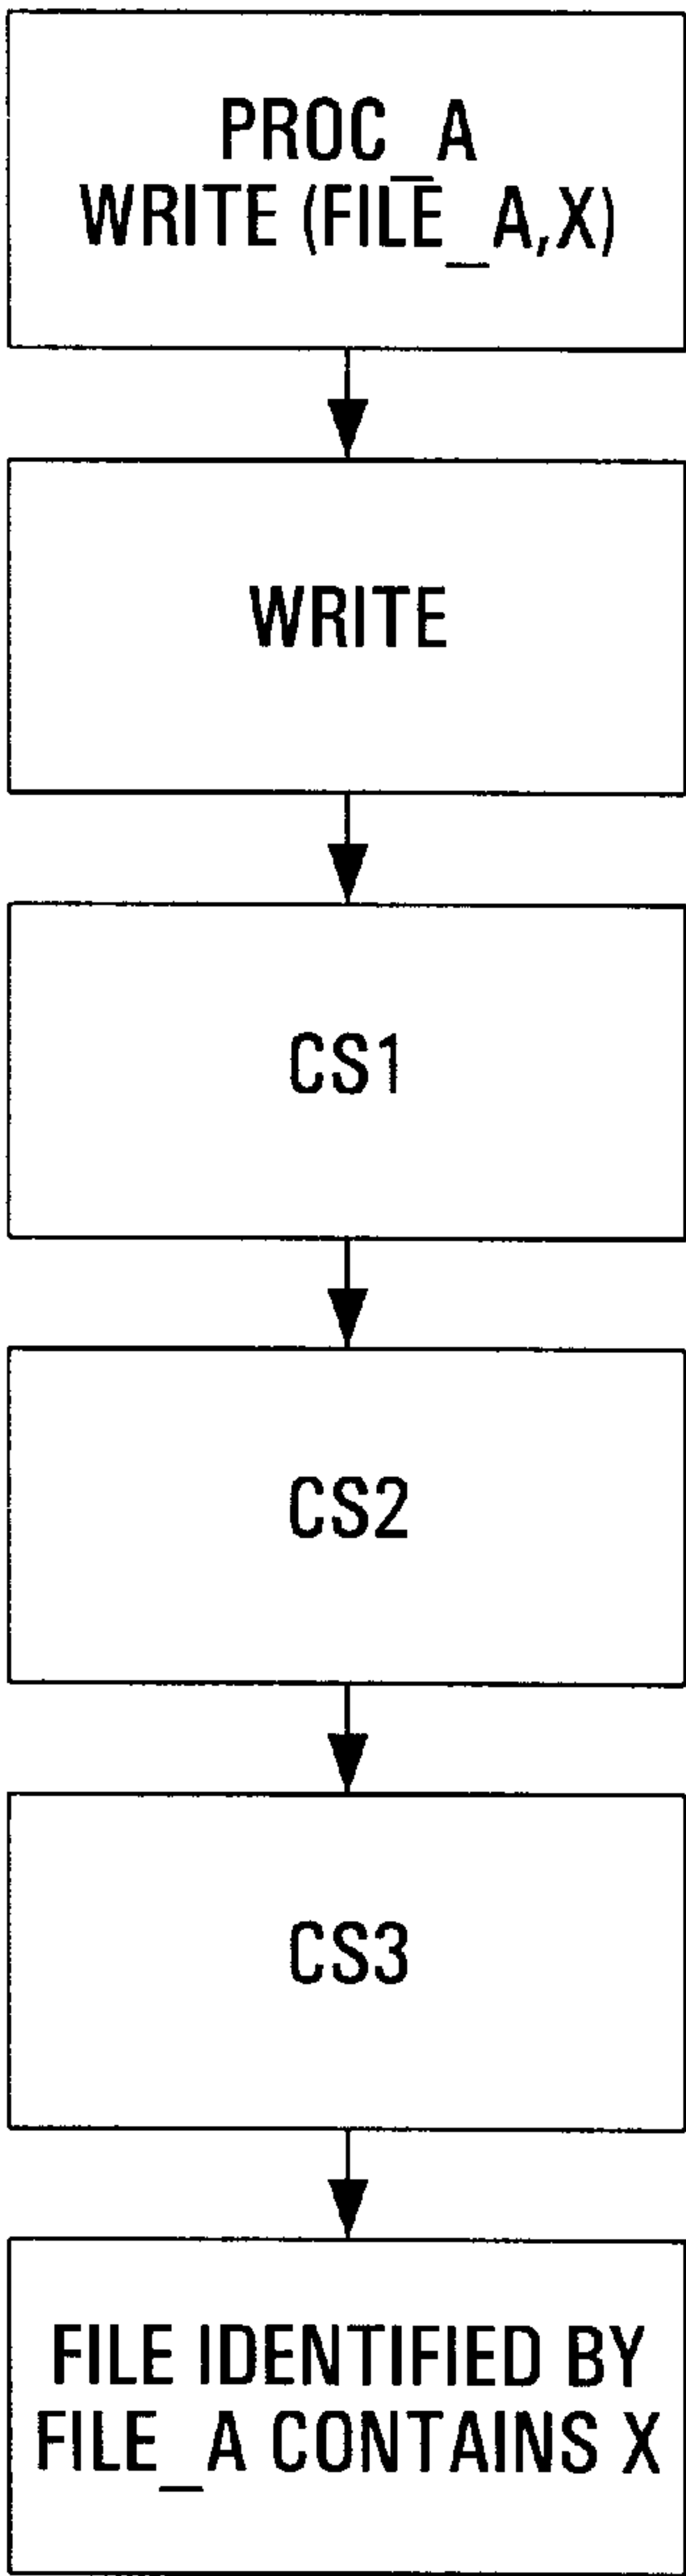 PROC_A
WRITE (FILE_A,X)
WRITE
CS1
CS2
CS3
FILE IDENTIFIED BY
FILE_A CONTAINS X